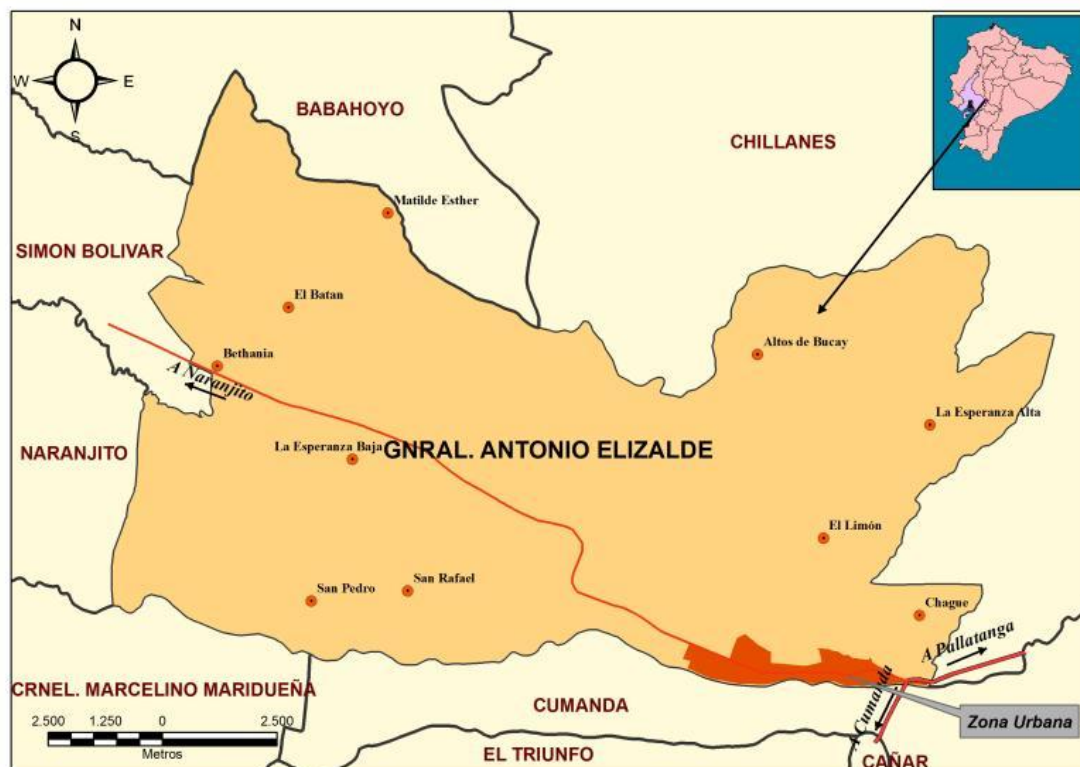 N
W E
S
BABAHOYO
CHILLANES
Matilde Esther
SIMON BOLIVAR
El Batan
Altos de Bucay
Bethania
A Naranjito
La Esperanza Alta
NARANJITO
La Esperanza Baja
GNRAL. ANTONIO ELIZALDE
El Limón
San Pedro
San Rafael
Chague
A Pallatanga
A Cumanda
CRNEL. MARCELINO MARIDUEÑA
CUMANDA
Zona Urbana
2.500 1.250 0 2.500
Metros
EL TRIUNFO
CAÑAR